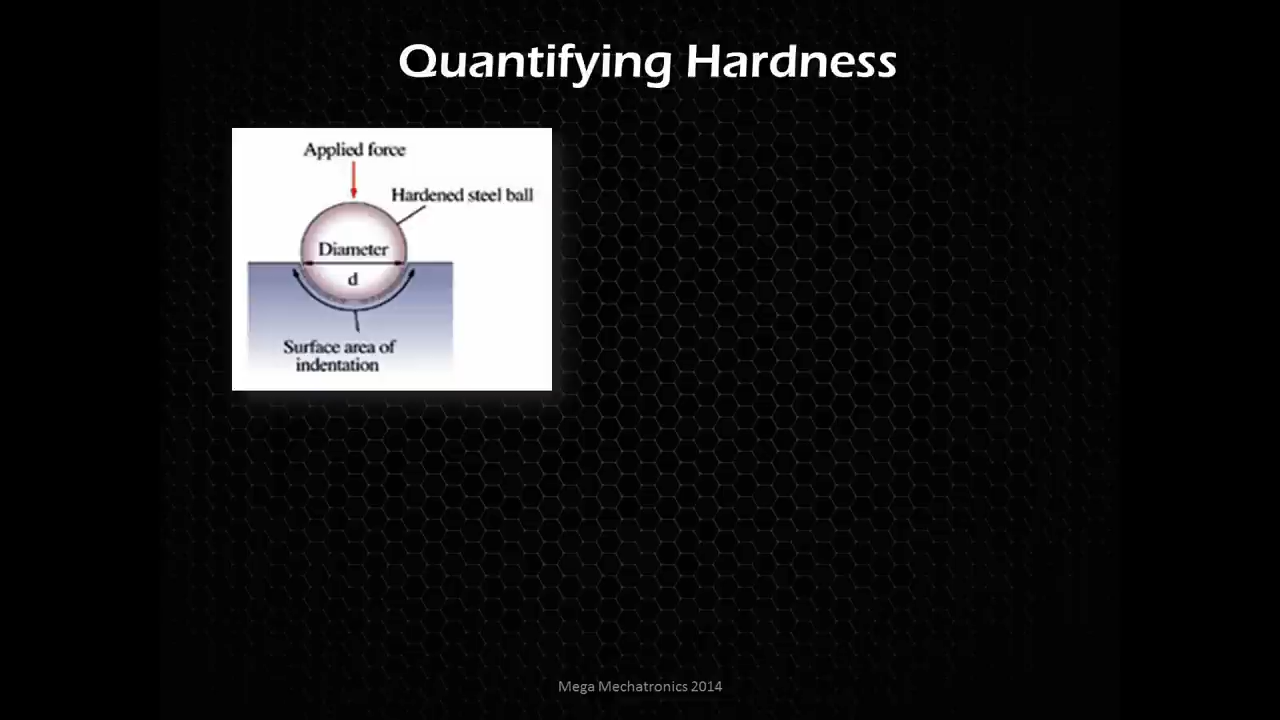 Quantifying Hardness
Applied force
Hardened steel ball
Diameter
d
Surface area of
indentation
Mega Mechatronics 2014